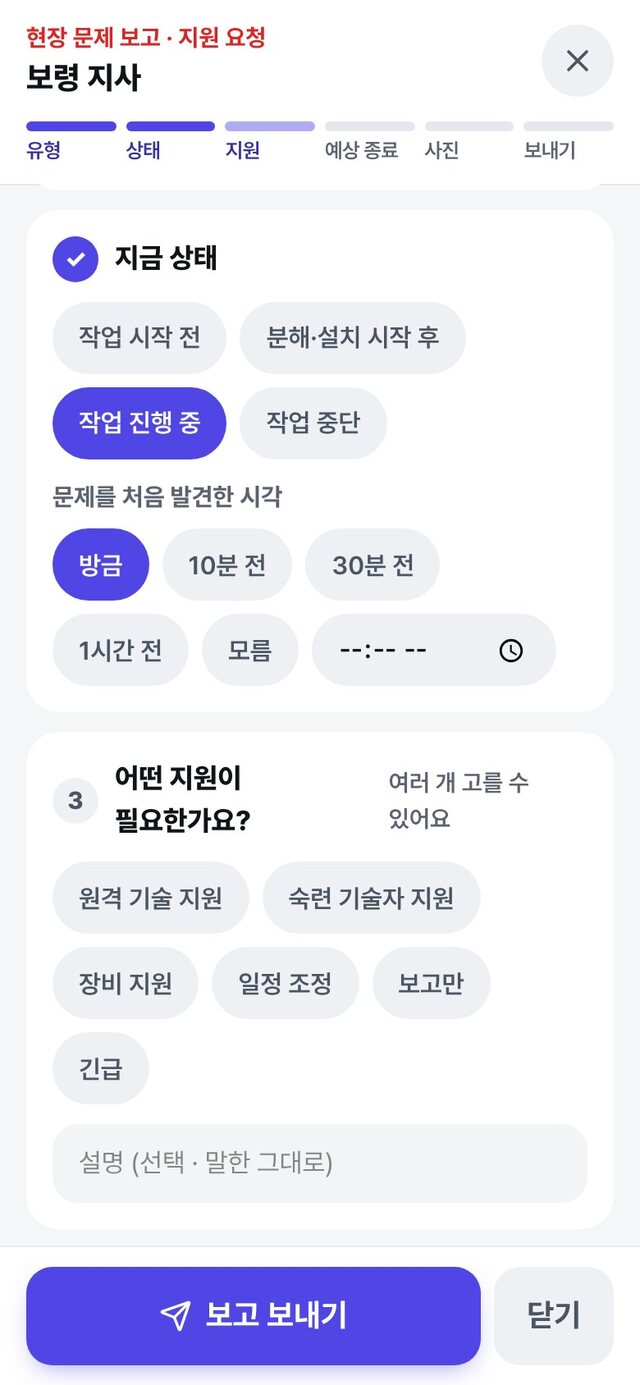 현장 문제 보고 · 지원 요청
보령 지사
유형 상태 지원 예상 종료 사진 보내기
지금 상태
작업 시작 전 분해·설치 시작 후
작업 진행 중 작업 중단
문제를 처음 발견한 시각
방금 10분 전 30분 전
1시간 전 모름 --:-- --
3
어떤 지원이
필요한가요?
여러 개 고를 수
있어요
원격 기술 지원 숙련 기술자 지원
장비 지원 일정 조정 보고만
긴급
설명 (선택 · 말한 그대로)
보고 보내기 닫기